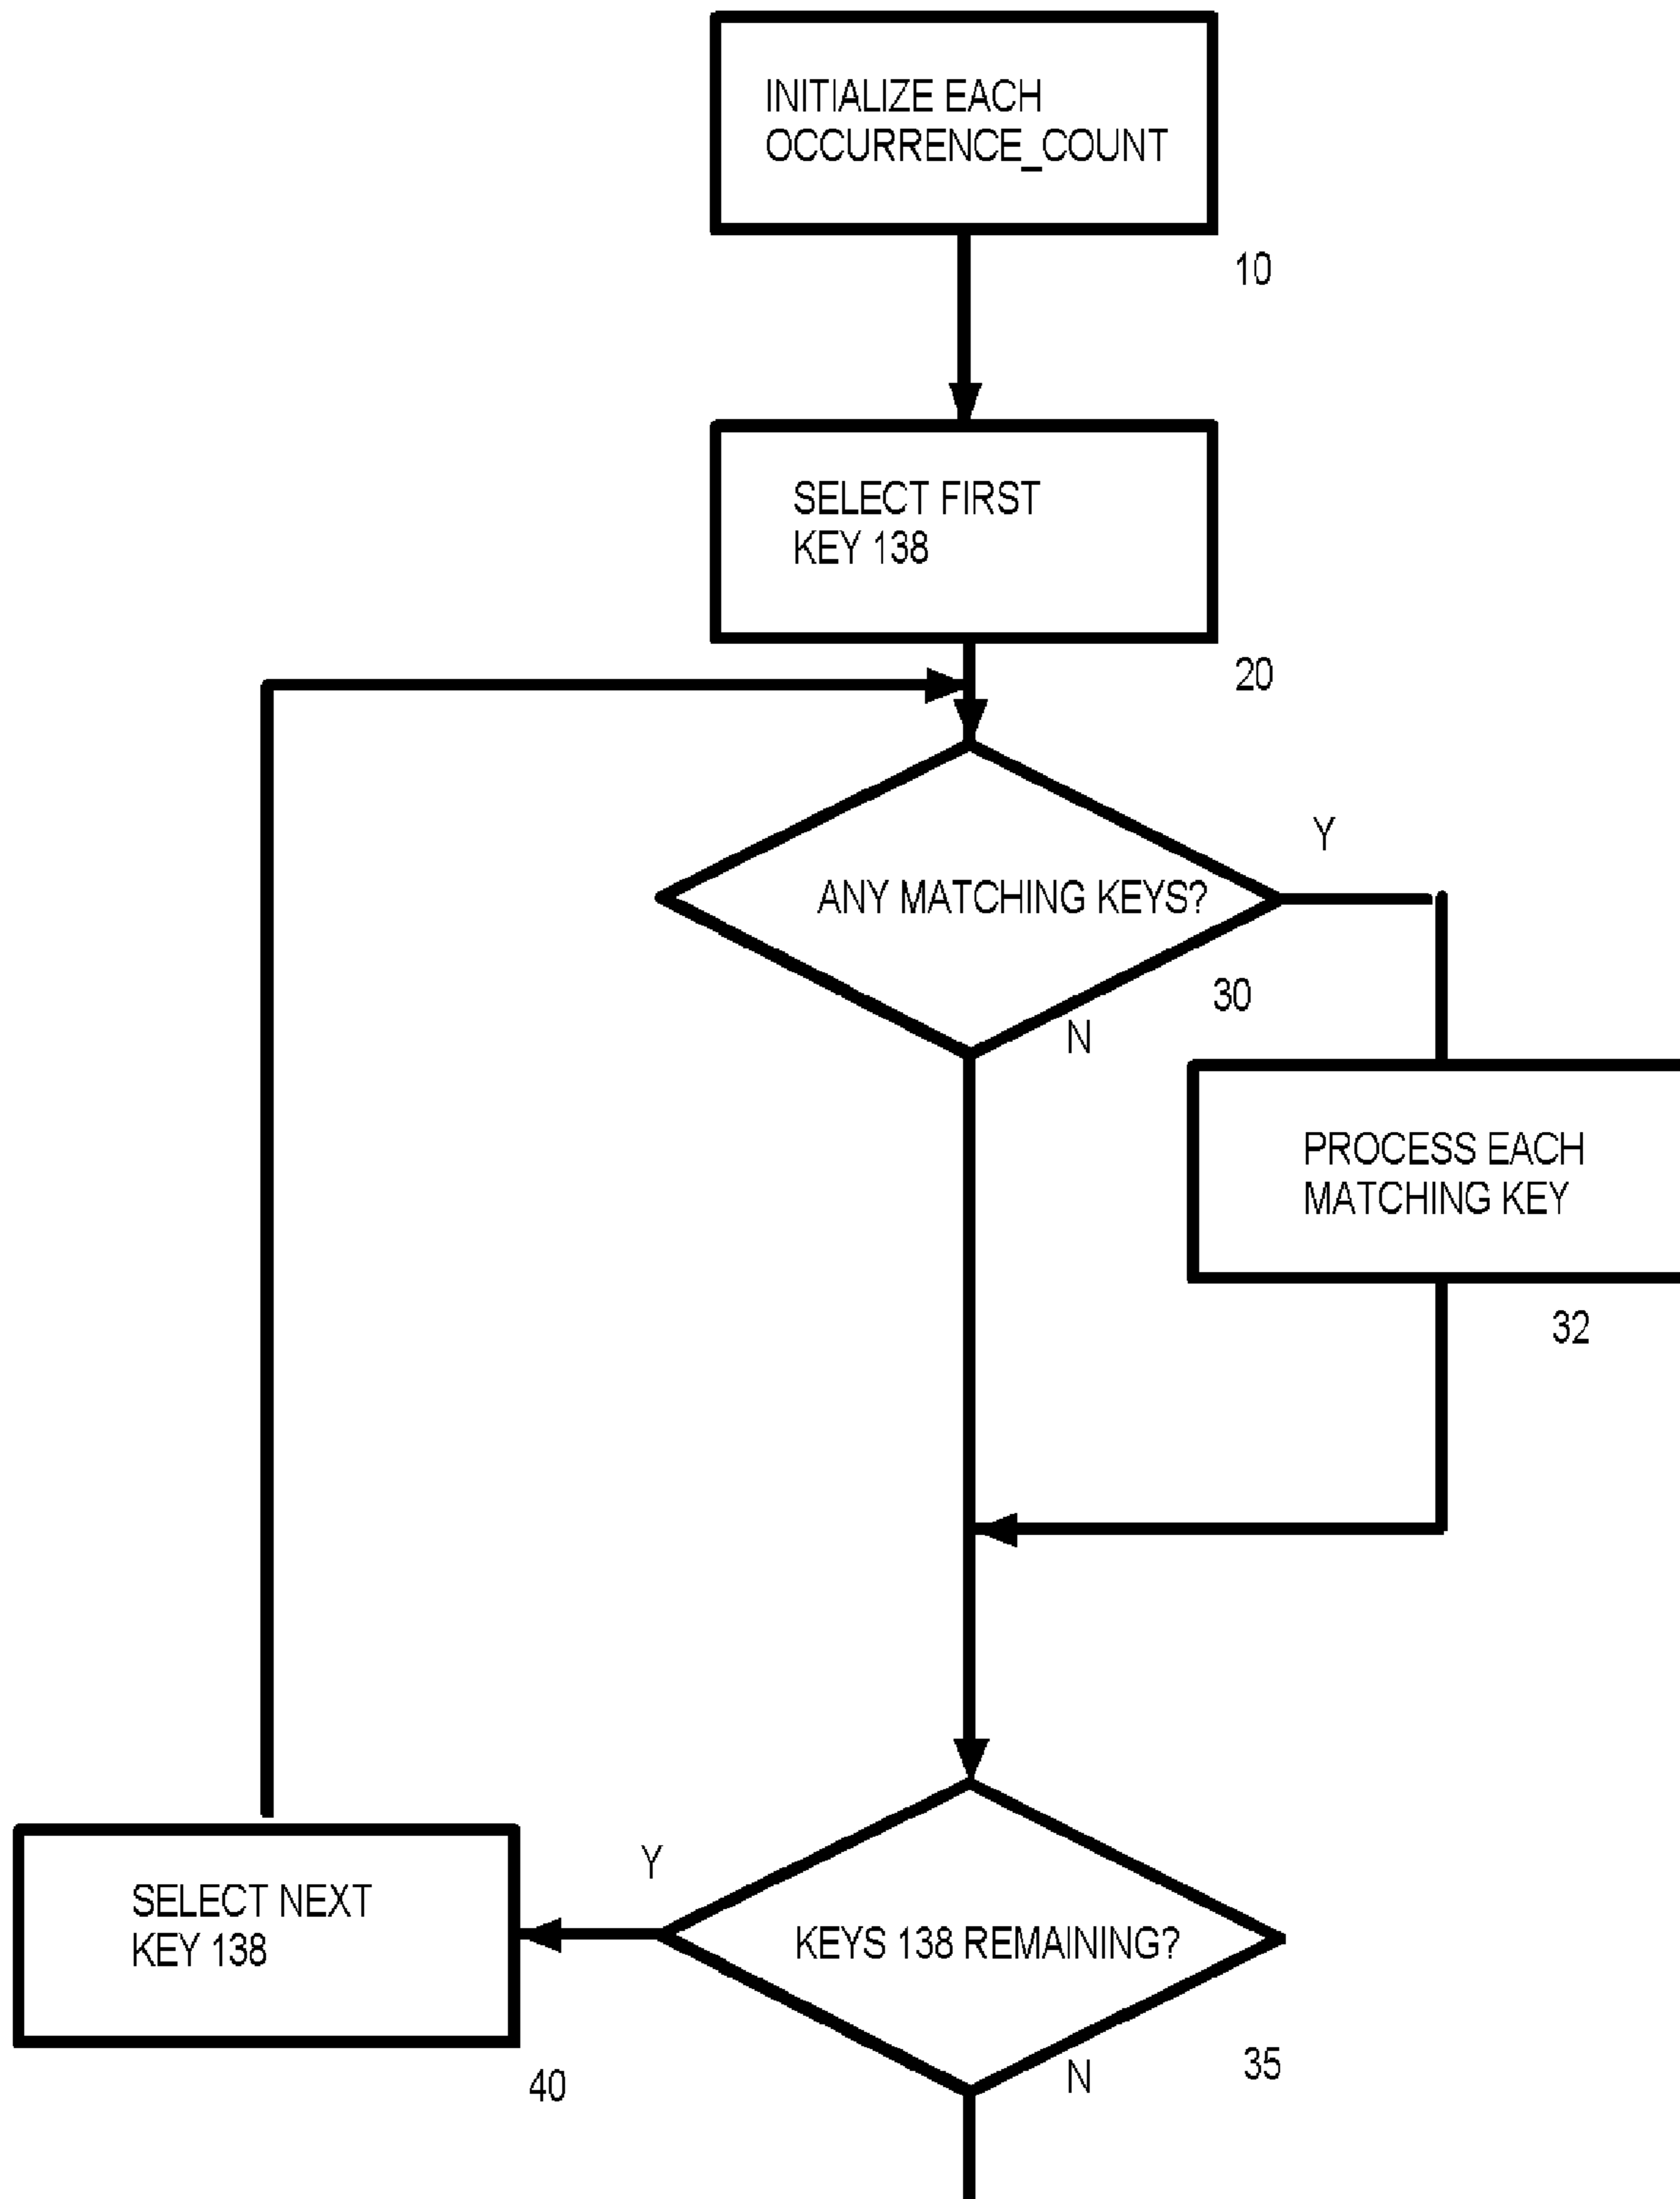 INITIALIZE EACH
OCCURRENCE_COUNT
10
SELECT FIRST
KEY 138
20
Y
ANY MATCHING KEYS?
30
N
PROCESS EACH
MATCHING KEY
32
Y
SELECT NEXT
KEY 138
KEYS 138 REMAINING?
40
N
35